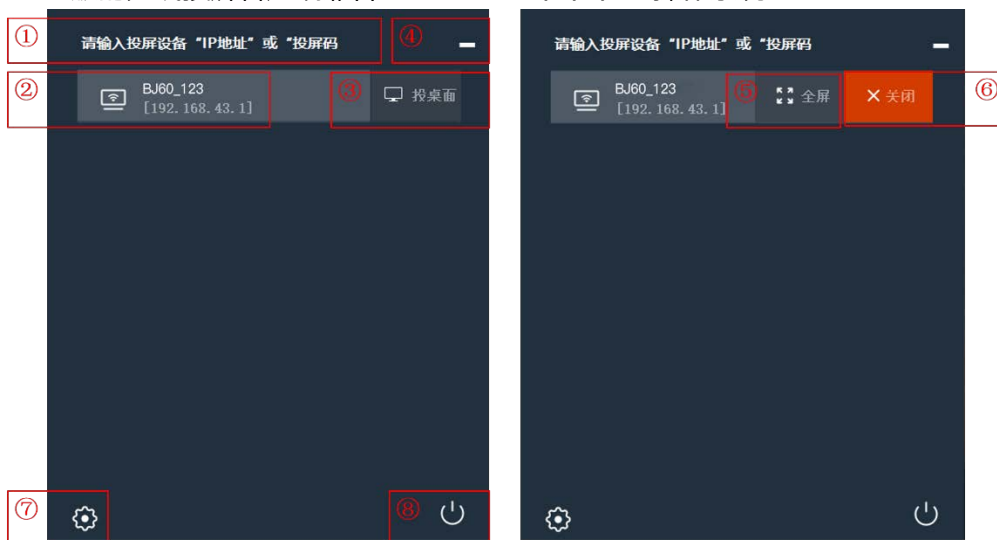 ① 请输入投屏设备 “IP地址” 或 “投屏码 ④
② BJ60_123 ③ 投桌面
[192.168.43.1]
⑦ ⑧
请输入投屏设备 “IP地址” 或 “投屏码
BJ60_123 ⑤ 全屏 × 关闭 ⑥
[192.168.43.1]